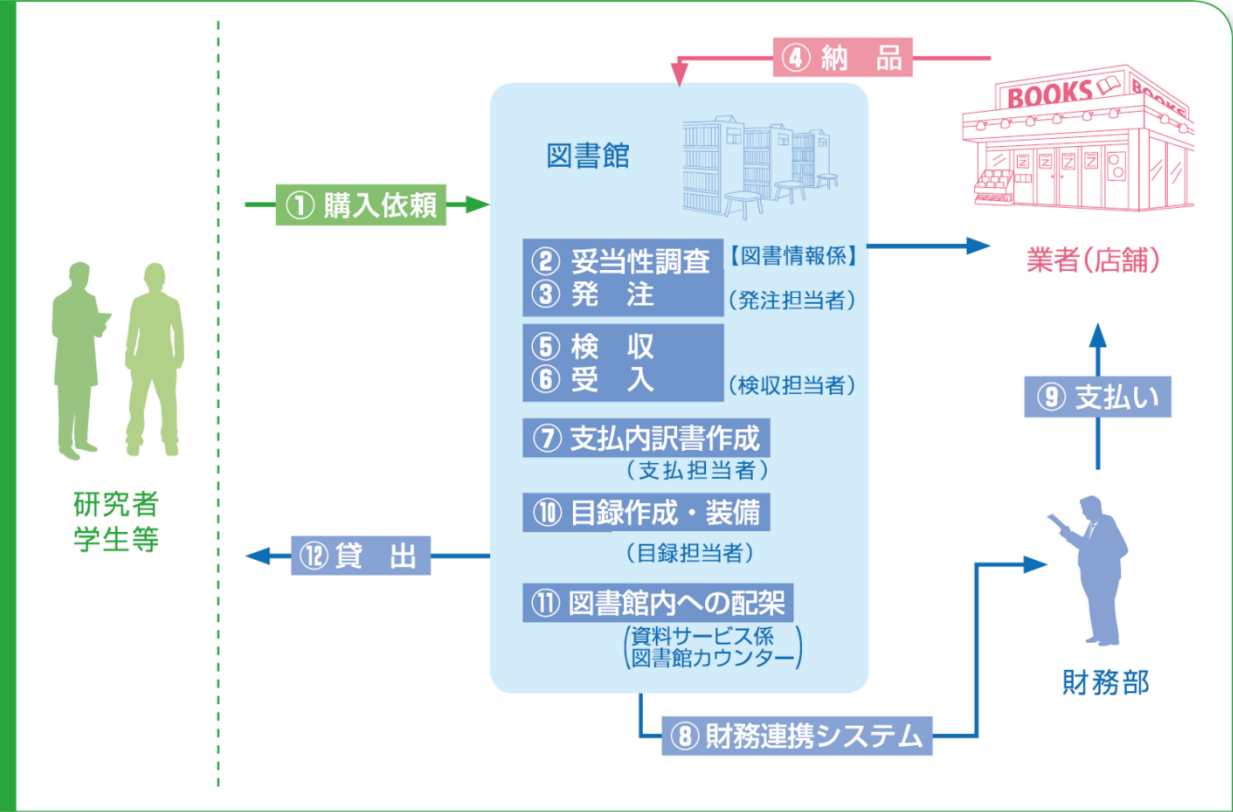 ④ 納 品
BOOKS
BOOKS
図書館
① 購入依頼
② 妥当性調査
【図書情報係】
③ 発 注
(発注担当者)
業者(店舗)
⑤ 検 収
⑥ 受 入
(検収担当者)
⑨ 支払い
⑦ 支払内訳書作成
(支払担当者)
研究者
学生等
⑩ 目録作成・装備
(目録担当者)
⑫ 貸 出
⑪ 図書館内への配架
(資料サービス係
図書館カウンター)
財務部
⑧ 財務連携システム